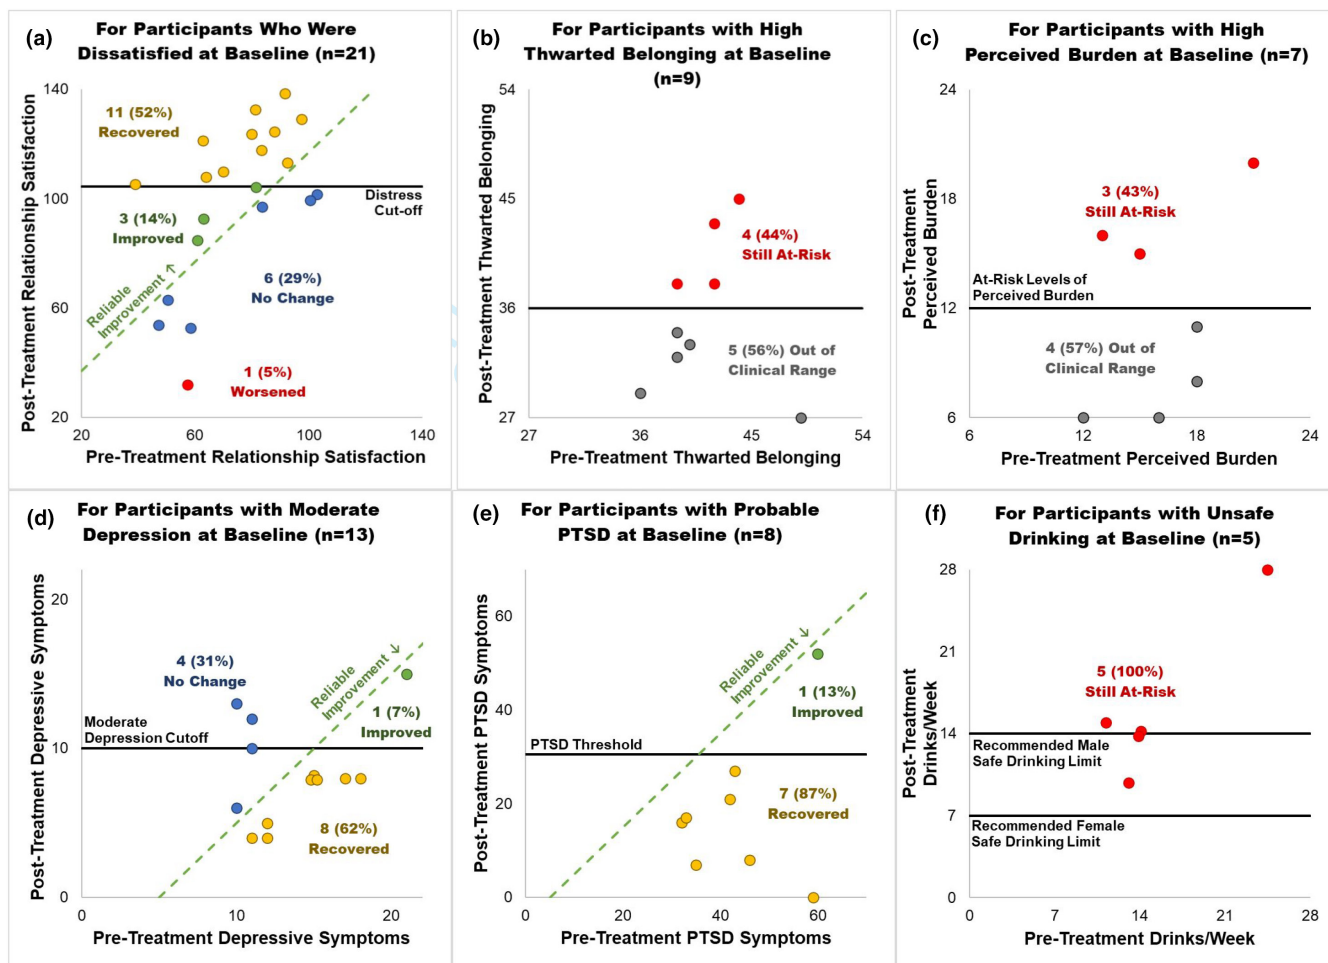 (a)
For Participants Who Were
Dissatisfied at Baseline (n=21)
Post-Treatment Relationship Satisfaction
140
100
60
20
11 (52%)
Recovered
Distress
Cut-off
3 (14%)
Improved
6 (29%)
No Change
Reliable
Improvement ↑
1 (5%)
Worsened
20
60
100
140
Pre-Treatment Relationship Satisfaction
(b)
For Participants with High
Thwarted Belonging at Baseline
(n=9)
Post-Treatment Thwarted Belonging
54
45
36
27
4 (44%)
Still At-Risk
5 (56%) Out of
Clinical Range
27
36
45
54
Pre-Treatment Thwarted Belonging
(c)
For Participants with High
Perceived Burden at Baseline (n=7)
Post-Treatment
Perceived Burden
24
18
12
6
3 (43%)
Still At-Risk
At-Risk Levels of
Perceived Burden
4 (57%) Out of
Clinical Range
6
12
18
24
Pre-Treatment Perceived Burden
(d)
For Participants with Moderate
Depression at Baseline (n=13)
Post-Treatment Depressive Symptoms
20
10
0
4 (31%)
No Change
Reliable
Improvement ↓
1 (7%)
Improved
Moderate
Depression Cutoff
8 (62%)
Recovered
0
10
20
Pre-Treatment Depressive Symptoms
(e)
For Participants with Probable
PTSD at Baseline (n=8)
Post-Treatment PTSD Symptoms
60
40
20
0
Reliable
Improvement ↓
1 (13%)
Improved
PTSD Threshold
7 (87%)
Recovered
0
20
40
60
Pre-Treatment PTSD Symptoms
(f)
For Participants with Unsafe
Drinking at Baseline (n=5)
Post-Treatment
Drinks/Week
28
21
14
7
0
5 (100%)
Still At-Risk
Recommended Male
Safe Drinking Limit
Recommended Female
Safe Drinking Limit
0
7
14
21
28
Pre-Treatment Drinks/Week